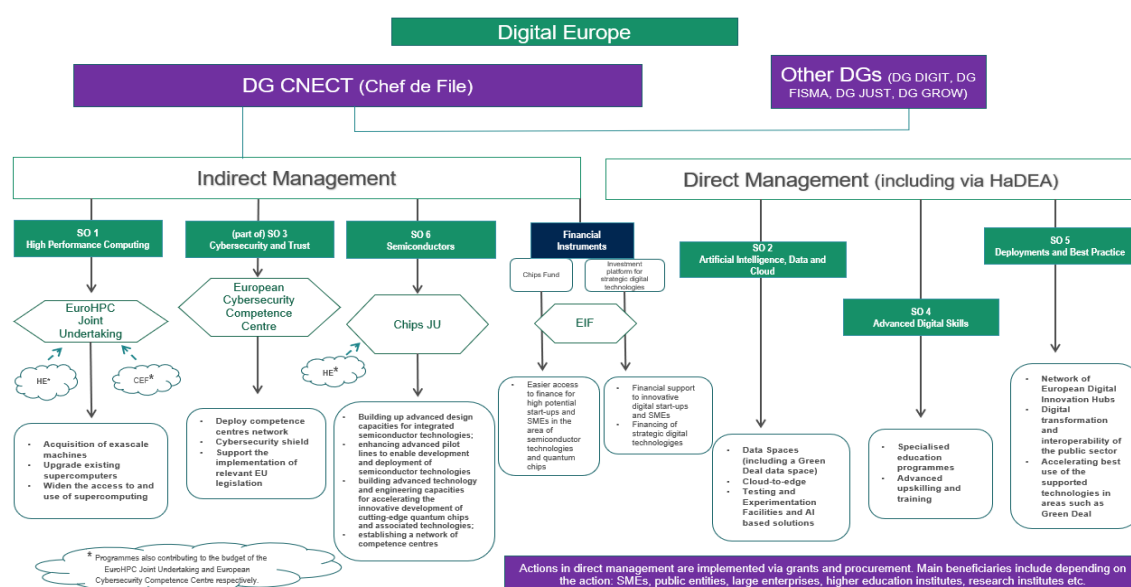 Digital Europe
DG CNECT (Chef de File)
Other DGs (DG DIGIT, DG
FISMA, DG JUST, DG GROW)
Indirect Management
Direct Management (including via HaDEA)
SO 1
High Performance Computing
(part of) SO 3
Cybersecurity and Trust
SO 6
Semiconductors
Financial
Instruments
SO 2
Artificial Intelligence, Data and
Cloud
SO 5
Deployments and Best Practice
Chips Fund
Investment
platform for
strategic digital
technologies
EuroHPC
Joint
Undertaking
European
Cybersecurity
Competence
Centre
Chips JU
EIF
SO 4
Advanced Digital Skills
HE*
CEF*
HE*
• Acquisition of exascale
machines
• Upgrade existing
supercomputers
• Widen the access to and
use of supercomputing
• Deploy competence
centres network
• Cybersecurity shield
• Support the
implementation of
relevant EU
legislation
• Building up advanced design
capacities for integrated
semiconductor technologies;
• enhancing advanced pilot
lines to enable development
and deployment of
semiconductor technologies
• building advanced technology
and engineering capacities
for accelerating the
innovative development of
cutting-edge quantum chips
and associated technologies;
• establishing a network of
competence centres
• Easier access
to finance for
high potential
start-ups and
SMEs in the
area of
semiconductor
technologies
and quantum
chips
• Financial support
to innovative
digital start-ups
and SMEs
• Financing of
strategic digital
technologiges
• Data Spaces
(including a Green
Deal data space)
• Cloud-to-edge
• Testing and
Experimentation
Facilities and AI
based solutions
• Specialised
education
programmes
• Advanced
upskilling and
training
• Network of
European Digital
Innovation Hubs
• Digital
transformation
and
interoperability of
the public sector
• Accelerating best
use of the
supported
technologies in
areas such as
Green Deal
* Programmes also contributing to the budget of the
EuroHPC Joint Undertaking and European
Cybersecurity Competence Centre respectively.
Actions in direct management are implemented via grants and procurement. Main beneficiaries include depending on
the action: SMEs, public entities, large enterprises, higher education institutes, research institutes etc.